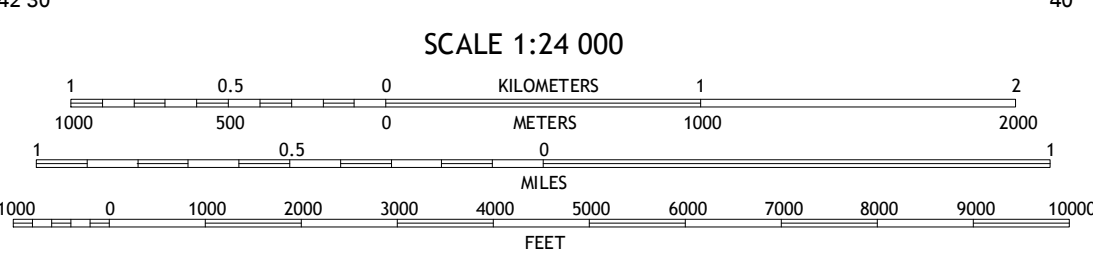 42'30" 40'
SCALE 1:24 000
1 0.5 0 KILOMETERS 1 2
1000 500 0 METERS 1000 2000
1 0.5 0 1
MILES
1000 0 1000 2000 3000 4000 5000 6000 7000 8000 9000 10000
FEET